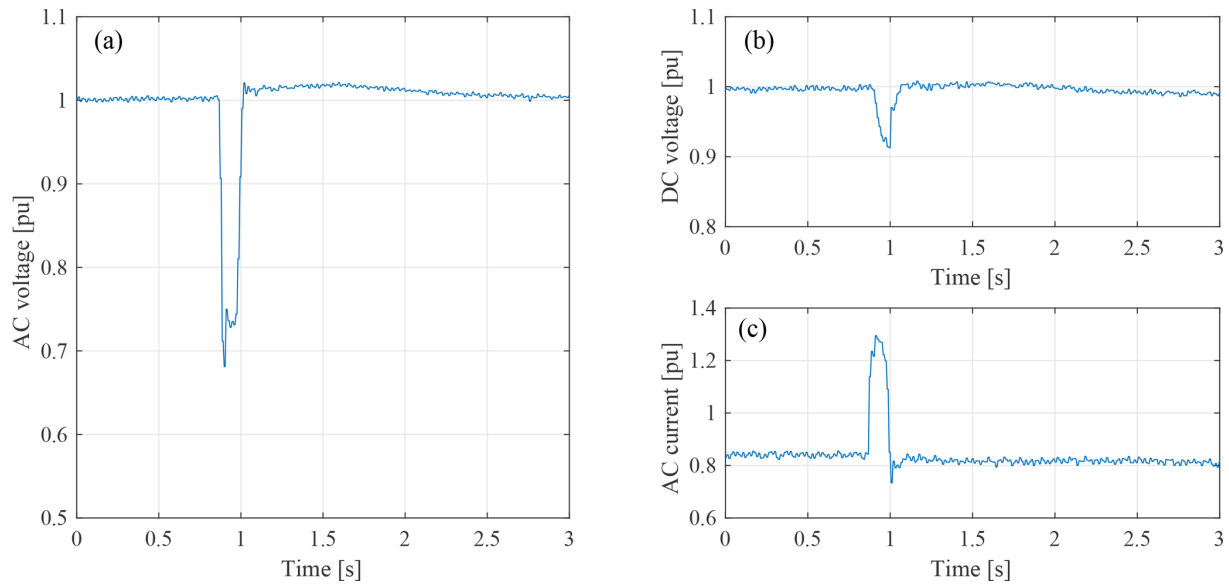 (a)
AC voltage [pu]
1.1
1
0.9
0.8
0.7
0.6
0.5
0 0.5 1 1.5 2 2.5 3
Time [s]
(b)
DC voltage [pu]
1.1
1
0.9
0.8
0 0.5 1 1.5 2 2.5 3
Time [s]
(c)
AC current [pu]
1.4
1.2
1
0.8
0.6
0 0.5 1 1.5 2 2.5 3
Time [s]